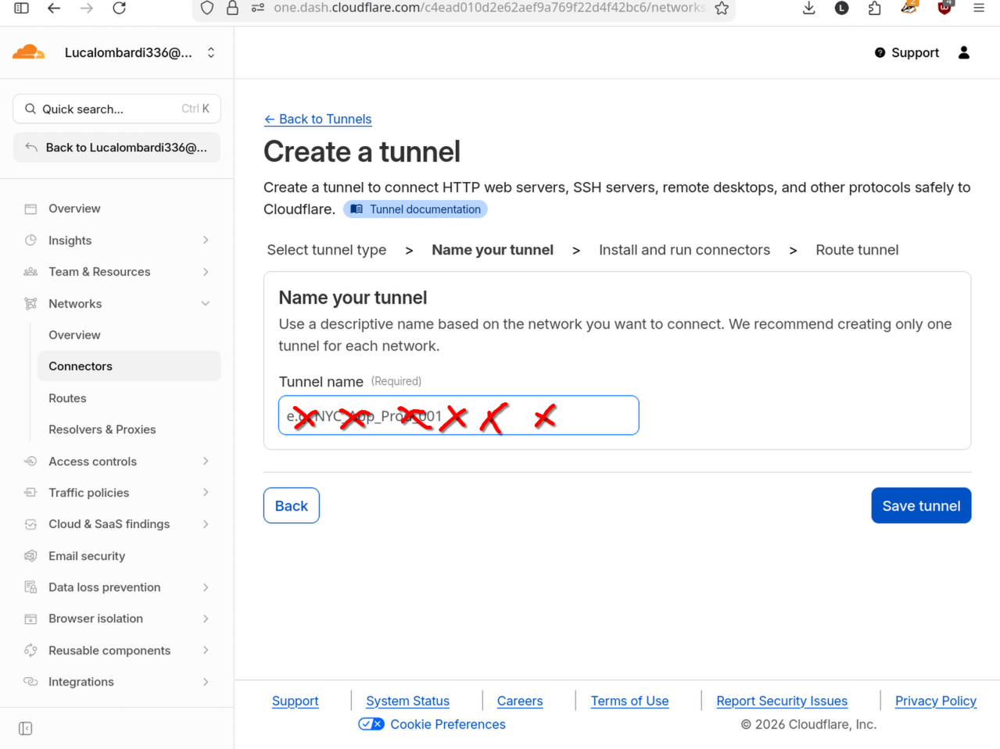 one.dash.cloudflare.com/c4ead010d2e62aef9a769f22d4f42bc6/networks
L
2
4
Lucalombardi336@...
Support
Quick search...
Ctrl K
Back to Lucalombardi336@...
Overview
Insights
Team & Resources
Networks
Overview
Connectors
Routes
Resolvers & Proxies
Access controls
Traffic policies
Cloud & SaaS findings
Email security
Data loss prevention
Browser isolation
Reusable components
Integrations
← Back to Tunnels
Create a tunnel
Create a tunnel to connect HTTP web servers, SSH servers, remote desktops, and other protocols safely to
Cloudflare. Tunnel documentation
Select tunnel type > Name your tunnel > Install and run connectors > Route tunnel
Name your tunnel
Use a descriptive name based on the network you want to connect. We recommend creating only one
tunnel for each network.
Tunnel name (Required)
e.g. NYC_App_Prod_001
Back
Save tunnel
Support
System Status
Careers
Terms of Use
Report Security Issues
Privacy Policy
Cookie Preferences
© 2026 Cloudflare, Inc.